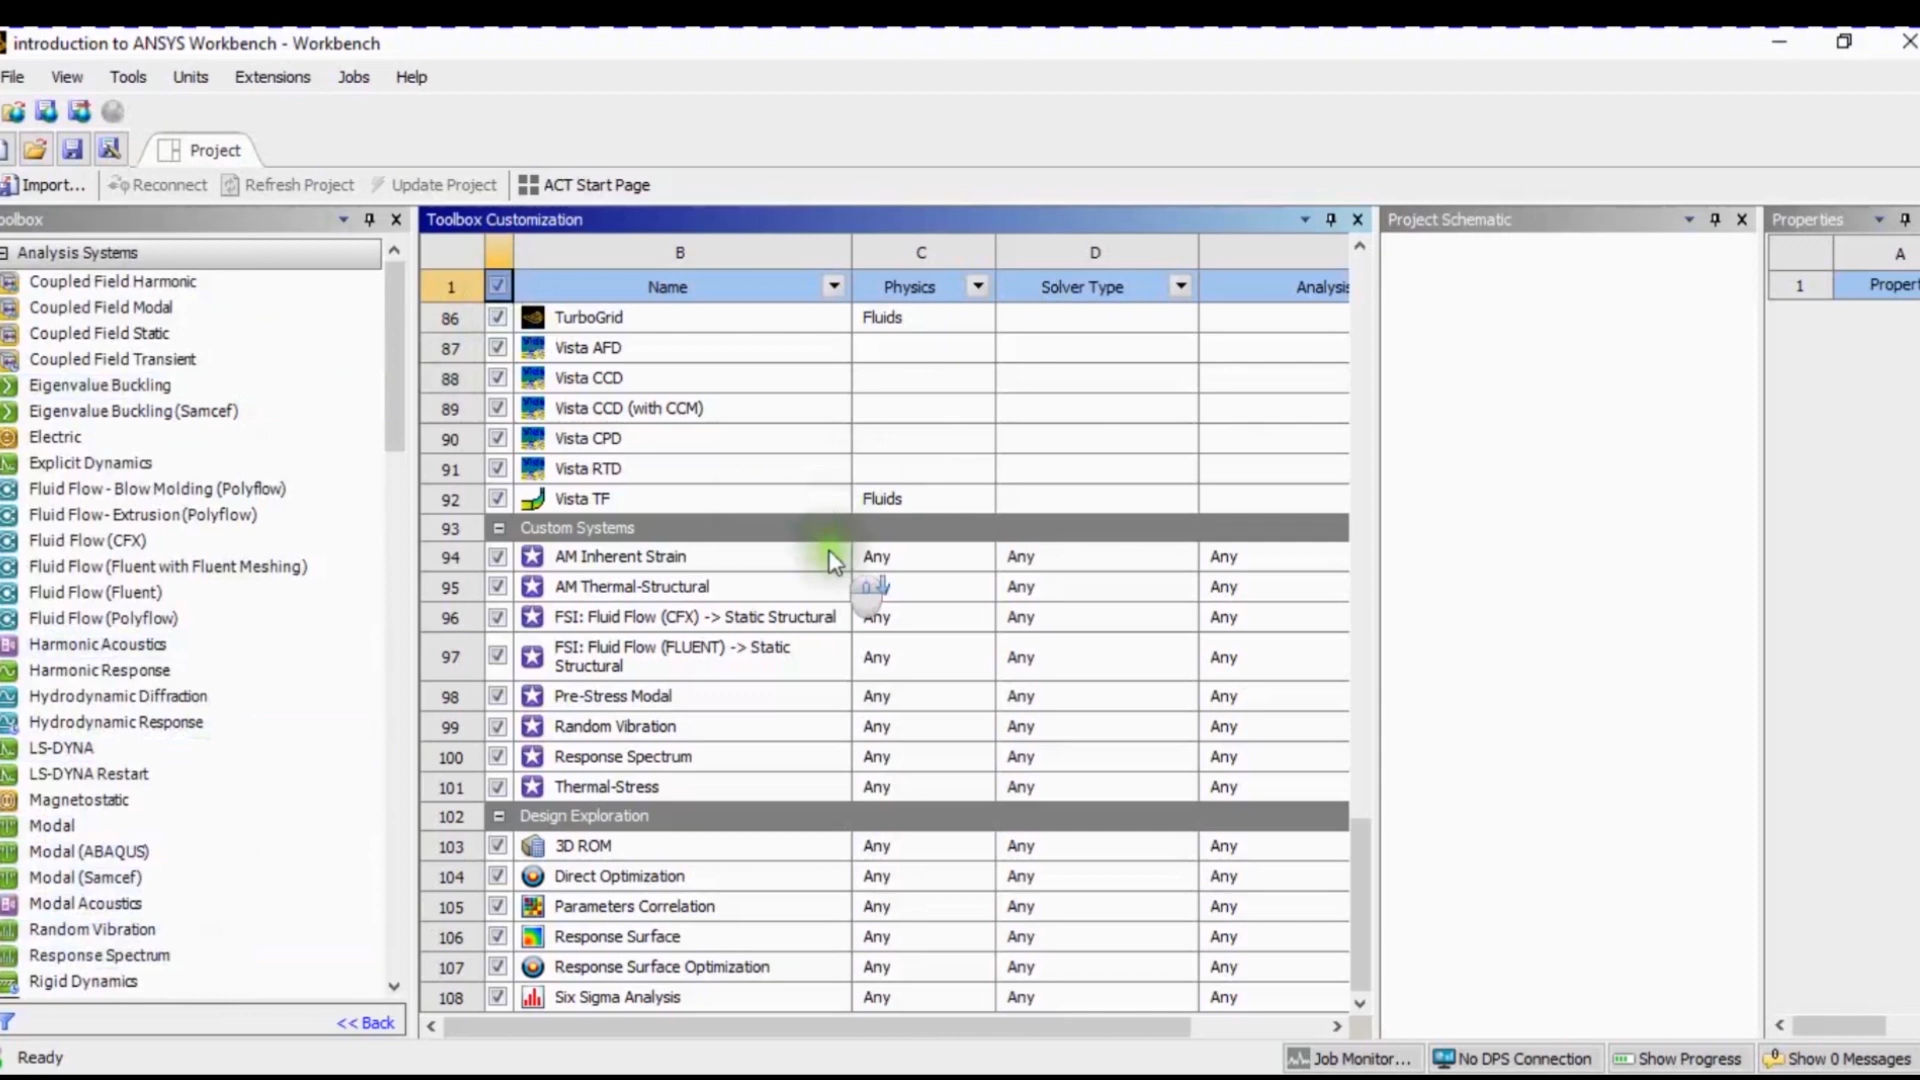 introduction to ANSYS Workbench - Workbench
File View Tools Units Extensions Jobs Help
Project
Import... Reconnect Refresh Project Update Project ACT Start Page
oolbox
Analysis Systems
Coupled Field Harmonic
Coupled Field Modal
Coupled Field Static
Coupled Field Transient
Eigenvalue Buckling
Eigenvalue Buckling (Samcef)
Electric
Explicit Dynamics
Fluid Flow - Blow Molding (Polyflow)
Fluid Flow - Extrusion (Polyflow)
Fluid Flow (CFX)
Fluid Flow (Fluent with Fluent Meshing)
Fluid Flow (Fluent)
Fluid Flow (Polyflow)
Harmonic Acoustics
Harmonic Response
Hydrodynamic Diffraction
Hydrodynamic Response
LS-DYNA
LS-DYNA Restart
Magnetostatic
Modal
Modal (ABAQUS)
Modal (Samcef)
Modal Acoustics
Random Vibration
Response Spectrum
Rigid Dynamics
<< Back
Toolbox Customization
B C D
1 Name Physics Solver Type Analysis
86 TurboGrid Fluids
87 Vista AFD
88 Vista CCD
89 Vista CCD (with CCM)
90 Vista CPD
91 Vista RTD
92 Vista TF Fluids
93 Custom Systems
94 AM Inherent Strain Any Any Any
95 AM Thermal-Structural Any Any
96 FSI: Fluid Flow (CFX) -> Static Structural Any Any Any
97 FSI: Fluid Flow (FLUENT) -> Static Structural Any Any Any
98 Pre-Stress Modal Any Any Any
99 Random Vibration Any Any Any
100 Response Spectrum Any Any Any
101 Thermal-Stress Any Any Any
102 Design Exploration
103 3D ROM Any Any Any
104 Direct Optimization Any Any Any
105 Parameters Correlation Any Any Any
106 Response Surface Any Any Any
107 Response Surface Optimization Any Any Any
108 Six Sigma Analysis Any Any Any
Project Schematic
Properties
A
1 Propert
Ready
Job Monitor... No DPS Connection Show Progress Show 0 Messages